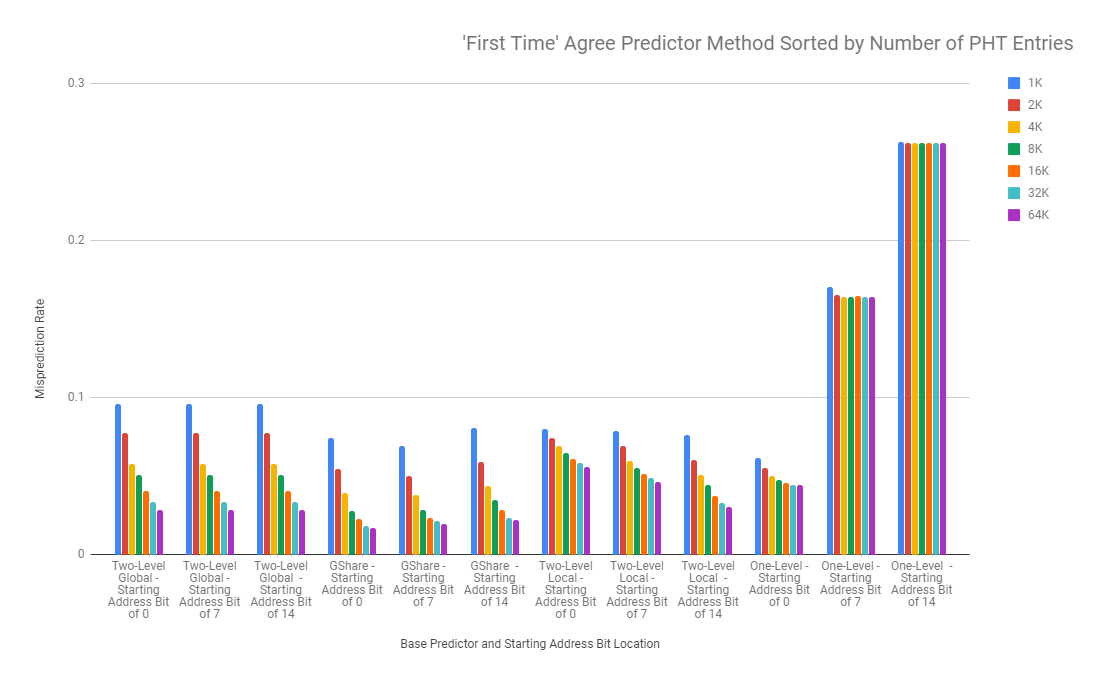 'First Time' Agree Predictor Method Sorted by Number of PHT Entries
0.3
0.2
0.1
0
Misprediction Rate
1K
2K
4K
8K
16K
32K
64K
Two-Level
Global -
Starting
Address Bit
of 0
Two-Level
Global -
Starting
Address Bit
of 7
Two-Level
Global -
Starting
Address Bit
of 14
GShare -
Starting
Address Bit
of 0
GShare -
Starting
Address Bit
of 7
GShare -
Starting
Address Bit
of 14
Two-Level
Local -
Starting
Address Bit
of 0
Two-Level
Local -
Starting
Address Bit
of 7
Two-Level
Local -
Starting
Address Bit
of 14
One-Level -
Starting
Address Bit
of 0
One-Level -
Starting
Address Bit
of 7
One-Level -
Starting
Address Bit
of 14
Base Predictor and Starting Address Bit Location